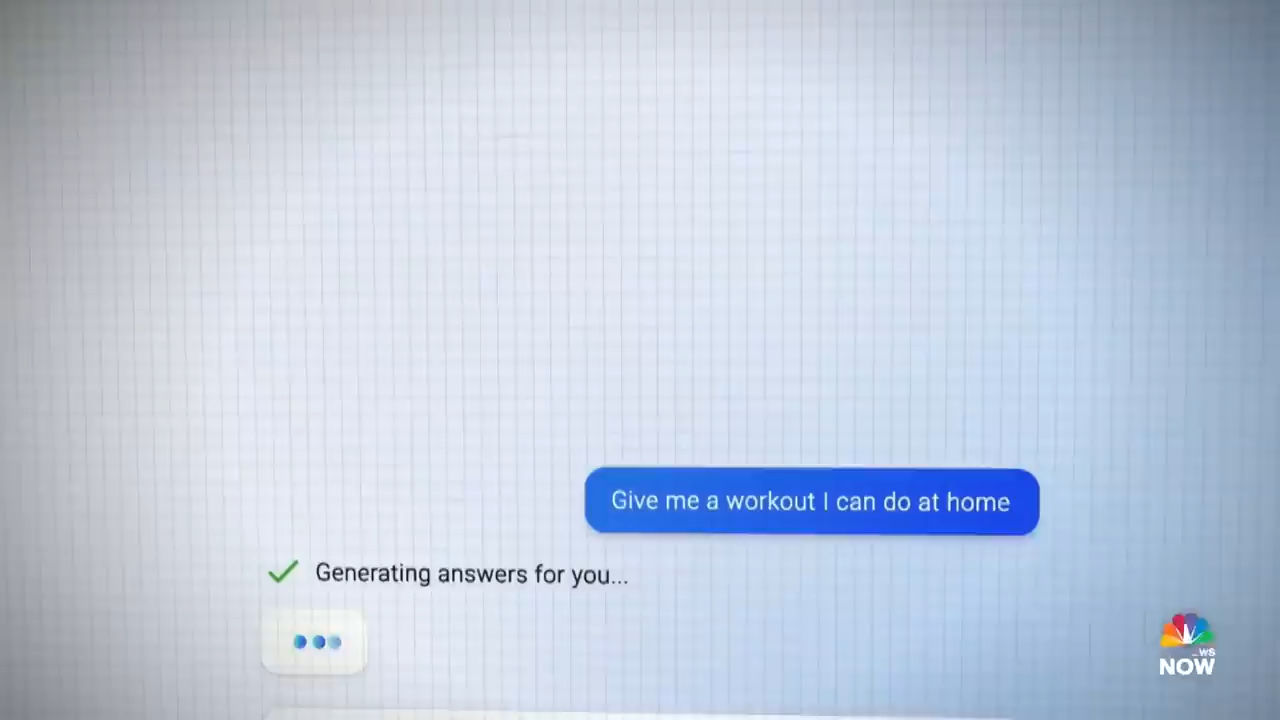 Give me a workout I can do at home
Generating answers for you...
NOW